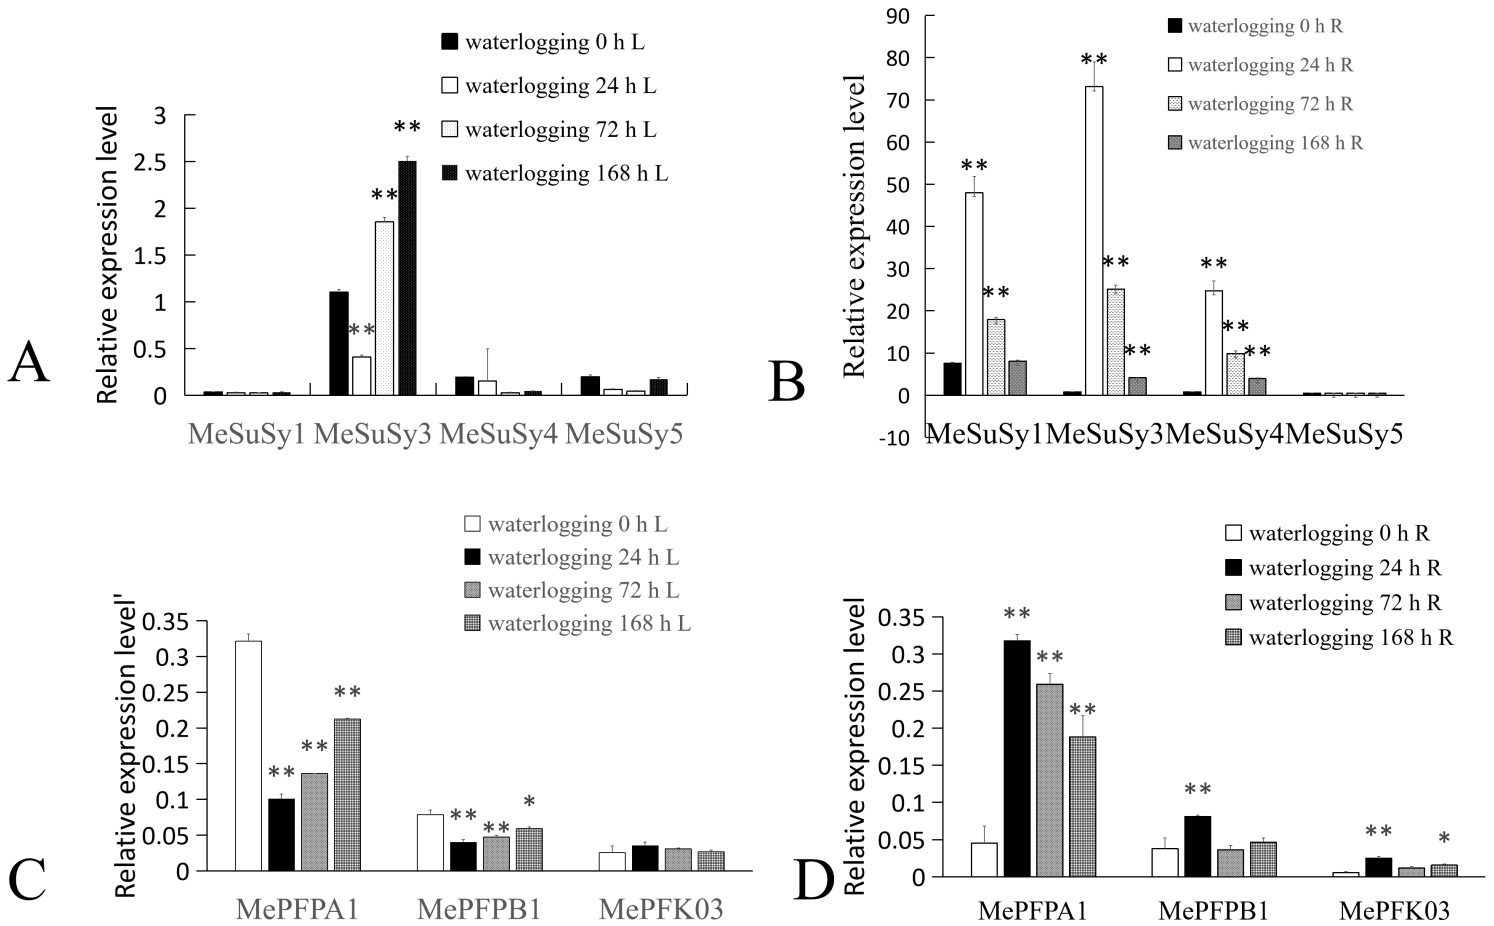 A
Relative expression level
3
2.5
2
1.5
1
0.5
0
waterlogging 0 h L
waterlogging 24 h L
waterlogging 72 h L
waterlogging 168 h L
**
**
**
MeSuSy1 MeSuSy3 MeSuSy4 MeSuSy5
B
Relative expression level
90
80
70
60
50
40
30
20
10
0
-10
waterlogging 0 h R
waterlogging 24 h R
waterlogging 72 h R
waterlogging 168 h R
**
**
**
**
**
**
**
**
MeSuSy1 MeSuSy3 MeSuSy4 MeSuSy5
C
Relative expression level'
0.35
0.3
0.25
0.2
0.15
0.1
0.05
0
waterlogging 0 h L
waterlogging 24 h L
waterlogging 72 h L
waterlogging 168 h L
**
**
**
**
**
*
MePFPA1 MePFPB1 MePFK03
D
Relative expression level
0.35
0.3
0.25
0.2
0.15
0.1
0.05
0
waterlogging 0 h R
waterlogging 24 h R
waterlogging 72 h R
waterlogging 168 h R
**
**
**
**
**
*
MePFPA1 MePFPB1 MePFK03